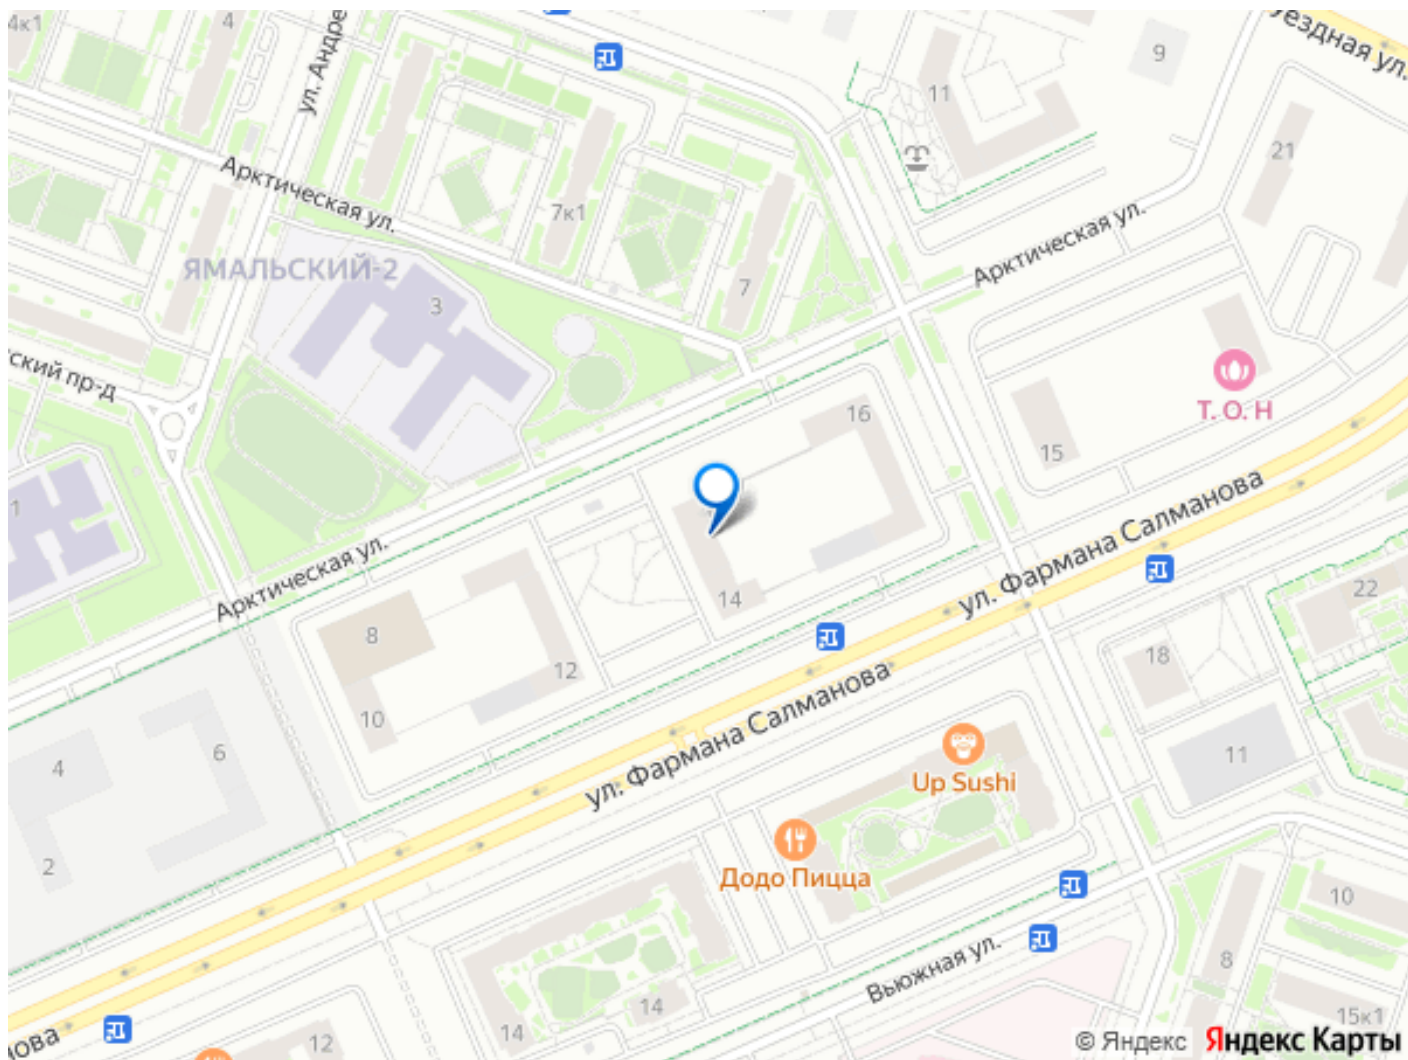 4к1
4
ул. Андре
9
уездная ул.
11
21
Арктическая ул.
7к1
Арктическая ул.
ЯМАЛЬСКИЙ-2
3
7
ский пр-д
Т. О. Н
16
15
1
ул. Фармана Салманова
Арктическая ул.
14
22
8
12
18
10
ул. Фармана Салманова
6
4
11
Up Sushi
2
Додо Пицца
10
Вьюжная ул.
8
14
14
12
15к1
ова
© Яндекс Яндекс Карты